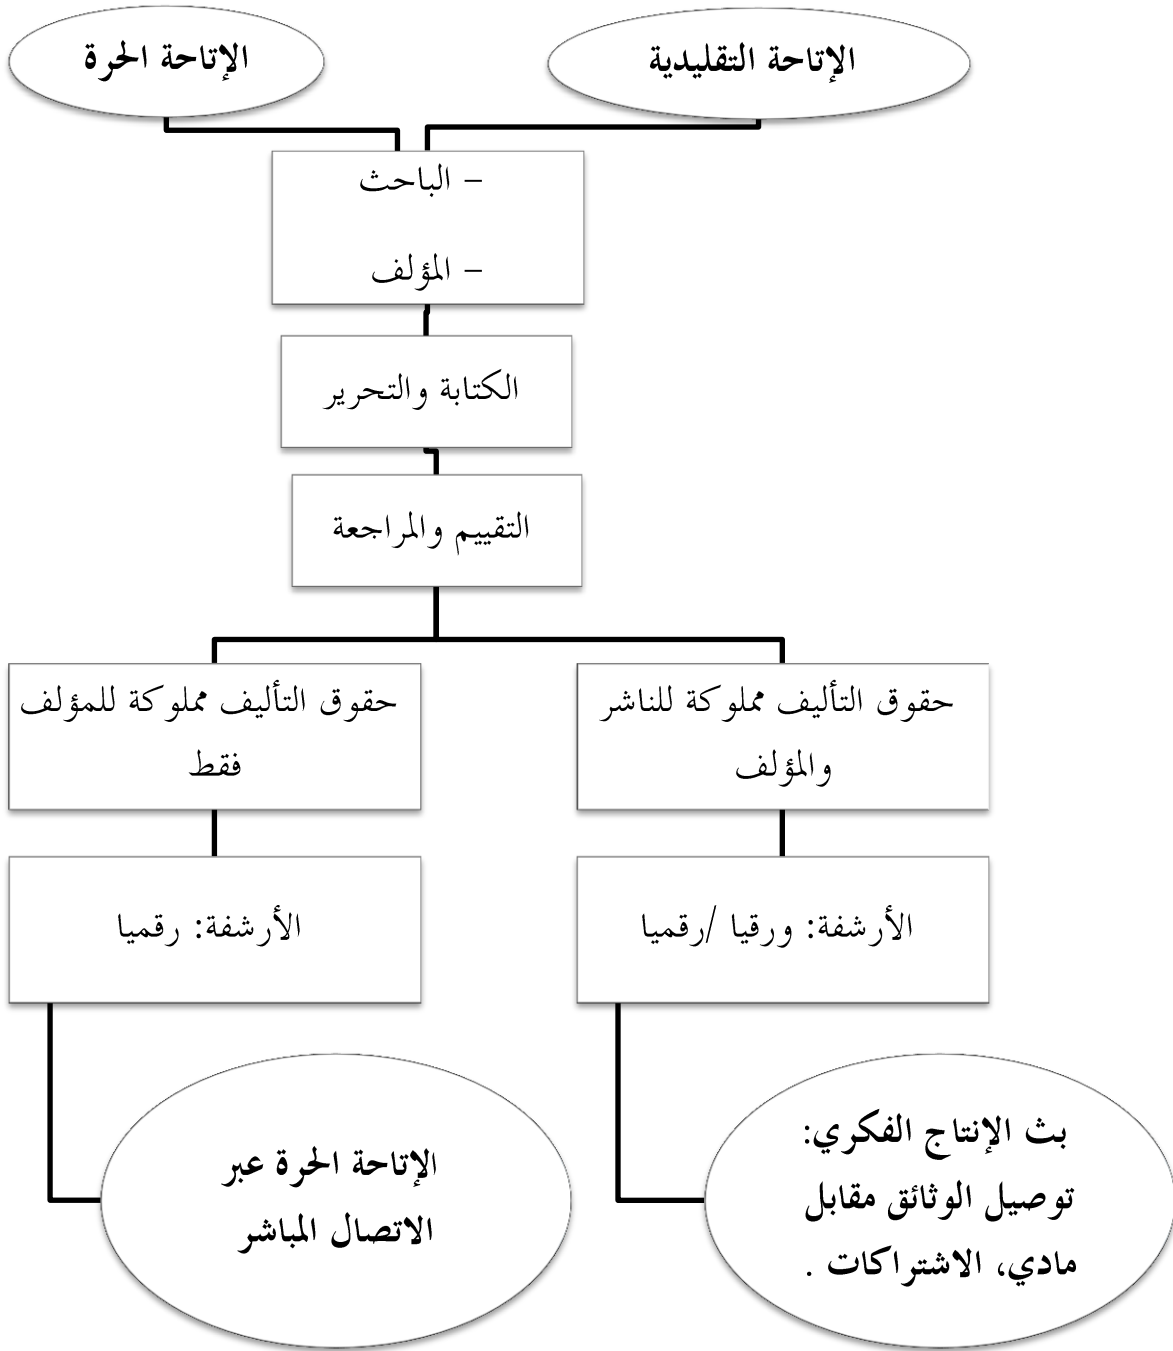 الإتاحة التقليدية
الإتاحة الحرة
– الباحث
– المؤلف
الكتابة والتحرير
التقييم والمراجعة
حقوق التأليف مملوكة للناشر
والمؤلف
حقوق التأليف مملوكة للمؤلف
فقط
الأرشفة: ورقيا /رقميا
الأرشفة: رقميا
بث الإنتاج الفكري:
توصيل الوثائق مقابل
مادي، الاشتراكات .
الإتاحة الحرة عبر
الاتصال المباشر